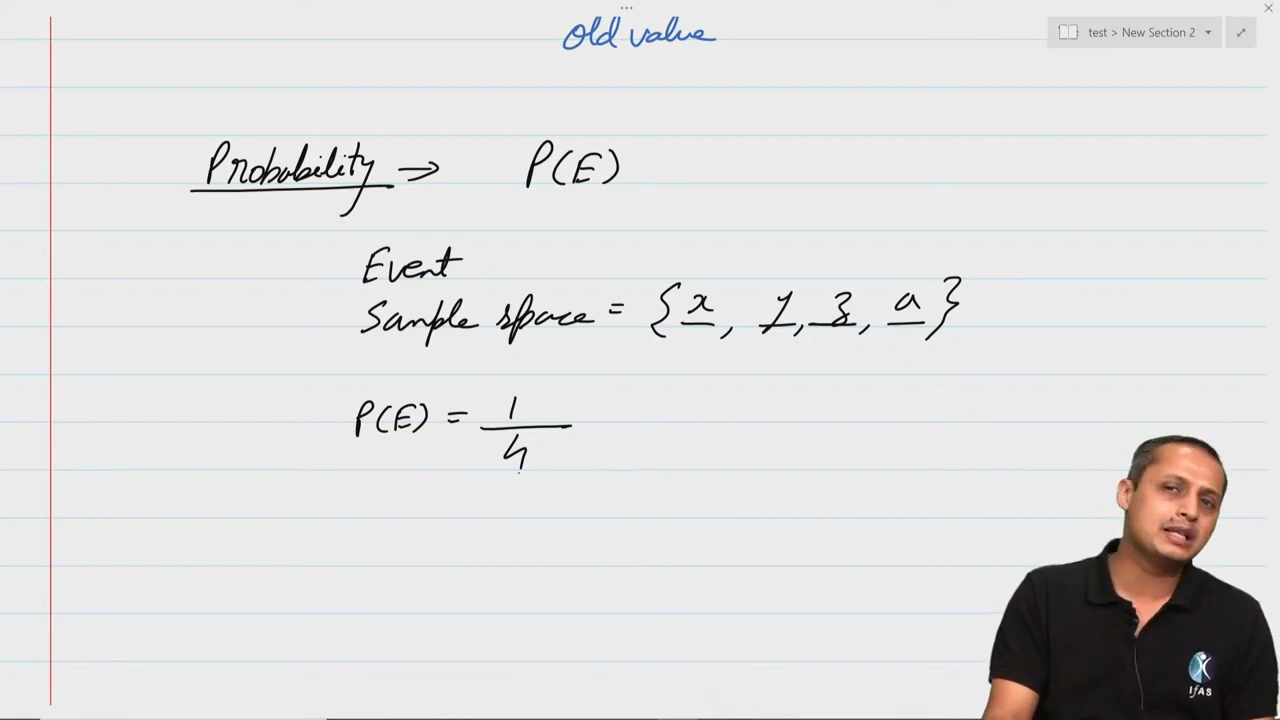 old value
test > New Section 2
Probability ⇒ P(E)
Event
Sample space = {x, y, z, a}
P(E) = 1/4
IFAS